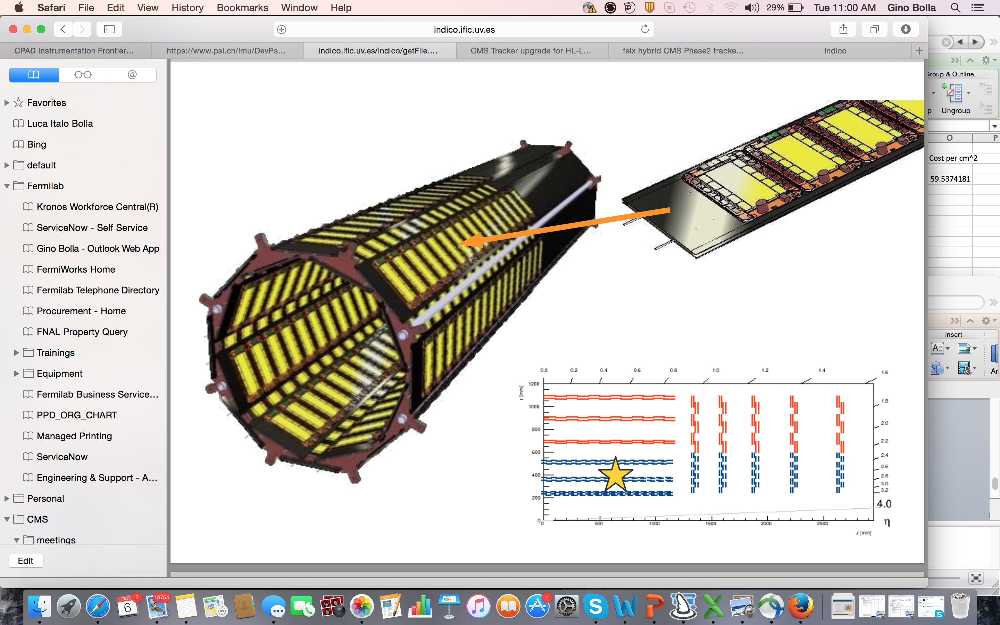 Safari File Edit View History Bookmarks Window Help 29% Tue 11:00 AM Gino Bolla
indico.ific.uv.es
CPAD Instrumentation Frontier... https://www.psi.ch/lmu/DevPs... indico.ific.uv.es/indico/getFile.... CMS Tracker upgrade for HL-L... felx hybrid CMS Phase2 tracke... Indico
@
Favorites
Luca Italo Bolla
Bing
default
Fermilab
Kronos Workforce Central(R)
ServiceNow - Self Service
Gino Bolla - Outlook Web App
FermiWorks Home
Fermilab Telephone Directory
Procurement - Home
FNAL Property Query
Trainings
Equipment
Fermilab Business Service...
PPD_ORG_CHART
Managed Printing
ServiceNow
Engineering & Support - A...
Personal
CMS
meetings
Edit
0.0 0.2 0.4 0.6 0.8 1.0 1.2 1.4 1.6
r [mm]
1200
1000
800
600
400
200
0
1.8
2.0
2.2
2.4
2.6
2.8
3.0
3.2
4.0
η
0 500 1000 1500 2000 2500
z [mm]
Group & Outline
p Ungroup
O P
Cost per cm^2
59.5374181
Insert
A
Ar
OCT 2
6
16754
PAGES
280
3D
1